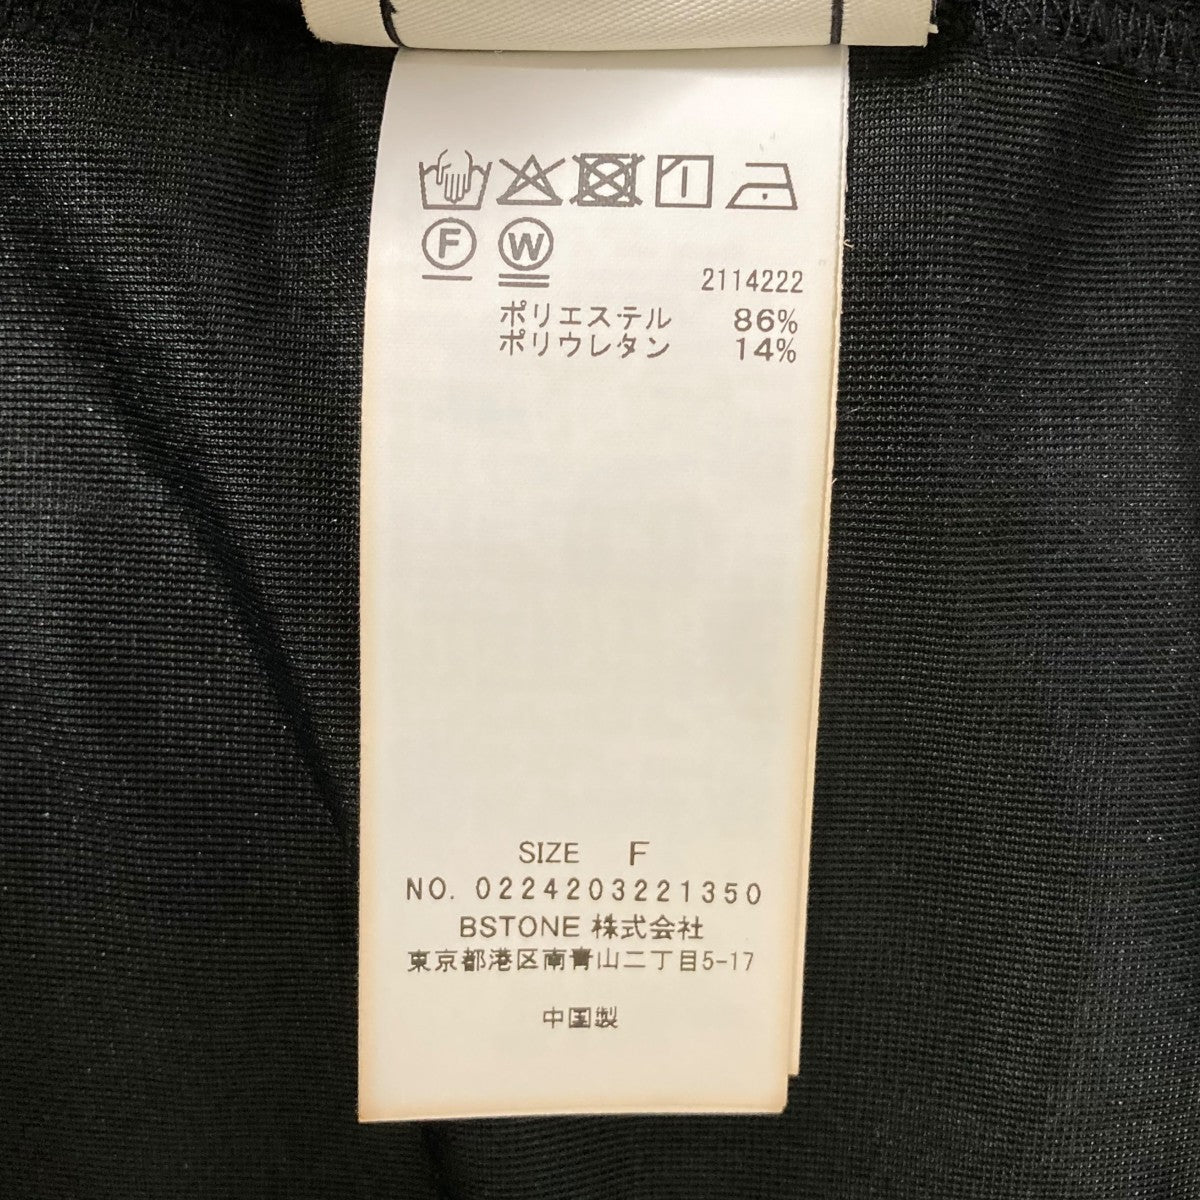 F W
2114222
ポリエステル 86%
ポリウレタン 14%
SIZE F
NO. 0224203221350
BSTONE 株式会社
東京都港区南青山二丁目5-17
中国製